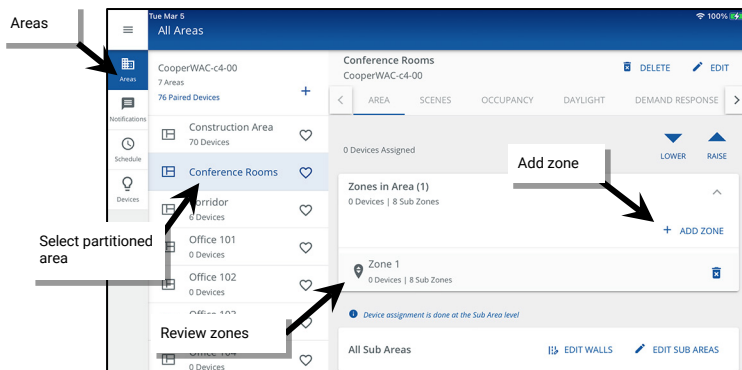 Areas
Tue Mar 5
100%
All Areas
Areas
Notifications
Schedule
Devices
CooperWAC-c4-00
7 Areas
76 Paired Devices
+
Construction Area
70 Devices
Conference Rooms
Corridor
6 Devices
Office 101
0 Devices
Office 102
0 Devices
Office 103
Office 104
0 Devices
Conference Rooms
CooperWAC-c4-00
DELETE
EDIT
AREA SCENES OCCUPANCY DAYLIGHT DEMAND RESPONSE
0 Devices Assigned
LOWER RAISE
Zones in Area (1)
0 Devices | 8 Sub Zones
+ ADD ZONE
Zone 1
0 Devices | 8 Sub Zones
Device assignment is done at the Sub Area level
All Sub Areas
EDIT WALLS
EDIT SUB AREAS
Add zone
Select partitioned
area
Review zones